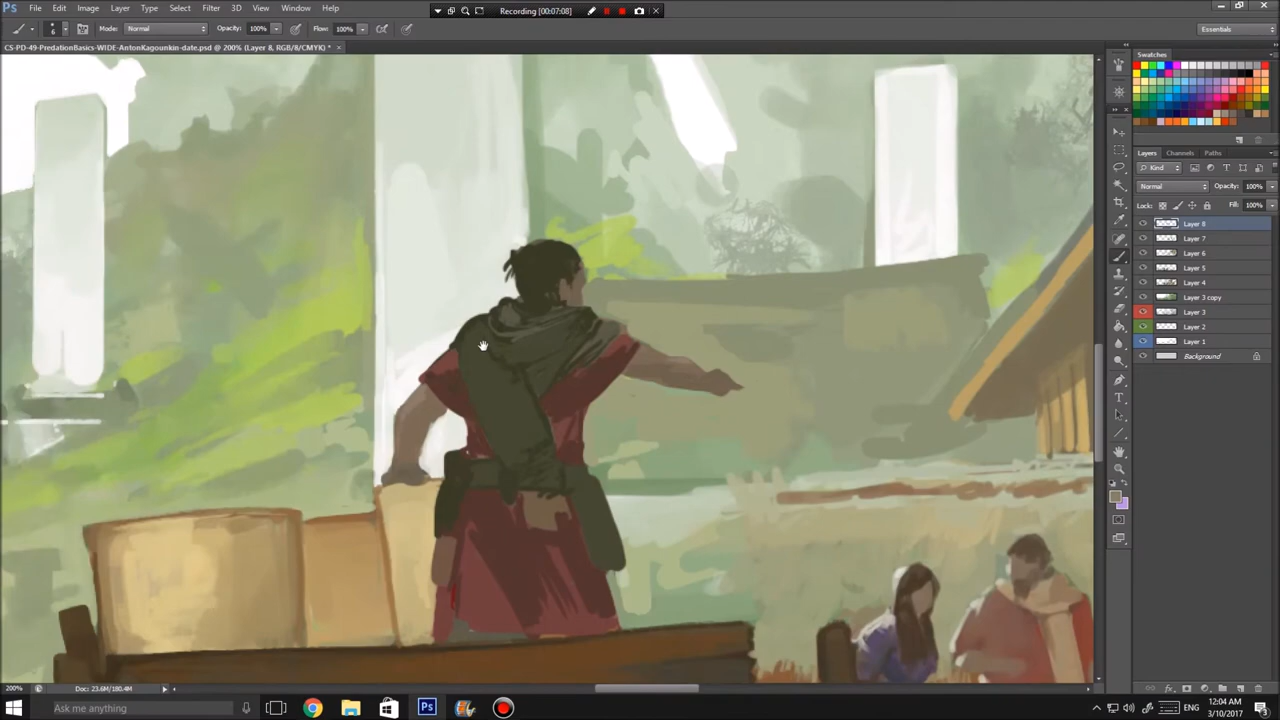 Ps File Edit Image Layer Type Select Filter 3D View Window Help
Recording [00:07:08]
6 Mode: Normal Opacity: 100% Flow: 100% Essentials
CS-PD-49-PredationBasics-WIDE-AntonKagounkin-date.psd @ 200% (Layer 8, RGB/8/CMYK) * ×
Swatches
Layers Channels Paths
Kind
Normal Opacity: 100%
Lock: Fill: 100%
Layer 8
Layer 7
Layer 6
Layer 5
Layer 4
Layer 3 copy
Layer 3
Layer 2
Layer 1
Background
200% Doc: 23.6M/180.4M
fx
Ask me anything Ps ENG 12:04 AM
3/10/2017